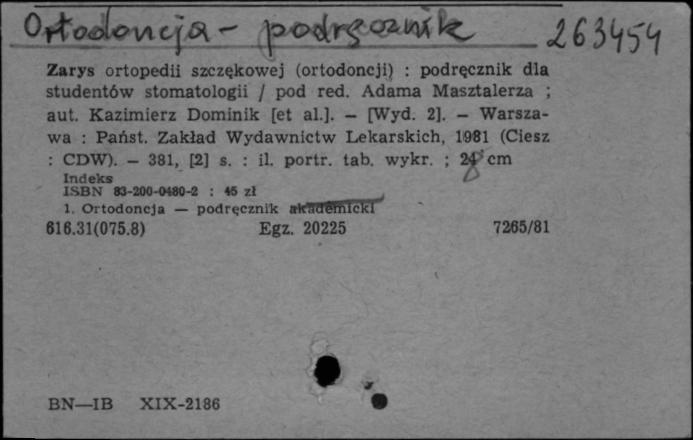 Ortodoncja - podręcznik 263454
Zarys ortopedii szczękowej (ortodoncji) : podręcznik dla
studentów stomatologii / pod red. Adama Masztalerza ;
aut. Kazimierz Dominik [et al.]. — [Wyd. 2]. — Warsza-
wa : Państ. Zakład Wydawnictw Lekarskich, 1981 (Ciesz
: CDW). — 381, [2] s. : il. portr. tab. wykr. ; 24 cm
Indeks
ISBN 83-200-0480-2 : 45 zł
1. Ortodoncja — podręcznik akademicki
616.31(075.8) Egz. 20225 7265/81
BN—IB XIX-2186